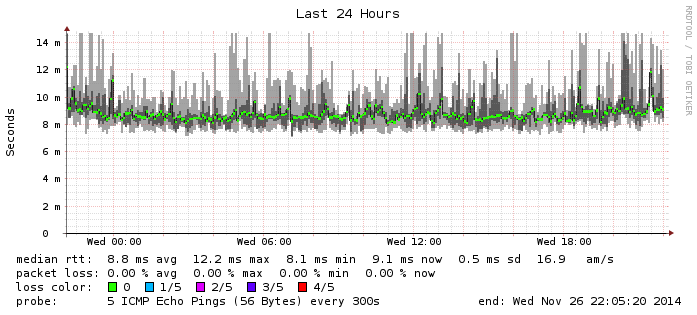 Last 24 Hours
RRDTOOL / TOBI OETIKER
Seconds
14 m
12 m
10 m
8 m
6 m
4 m
2 m
0
Wed 00:00 Wed 06:00 Wed 12:00 Wed 18:00
median rtt: 8.8 ms avg 12.2 ms max 8.1 ms min 9.1 ms now 0.5 ms sd 16.9 am/s
packet loss: 0.00 % avg 0.00 % max 0.00 % min 0.00 % now
loss color: 0 1/5 2/5 3/5 4/5
probe: 5 ICMP Echo Pings (56 Bytes) every 300s end: Wed Nov 26 22:05:20 2014